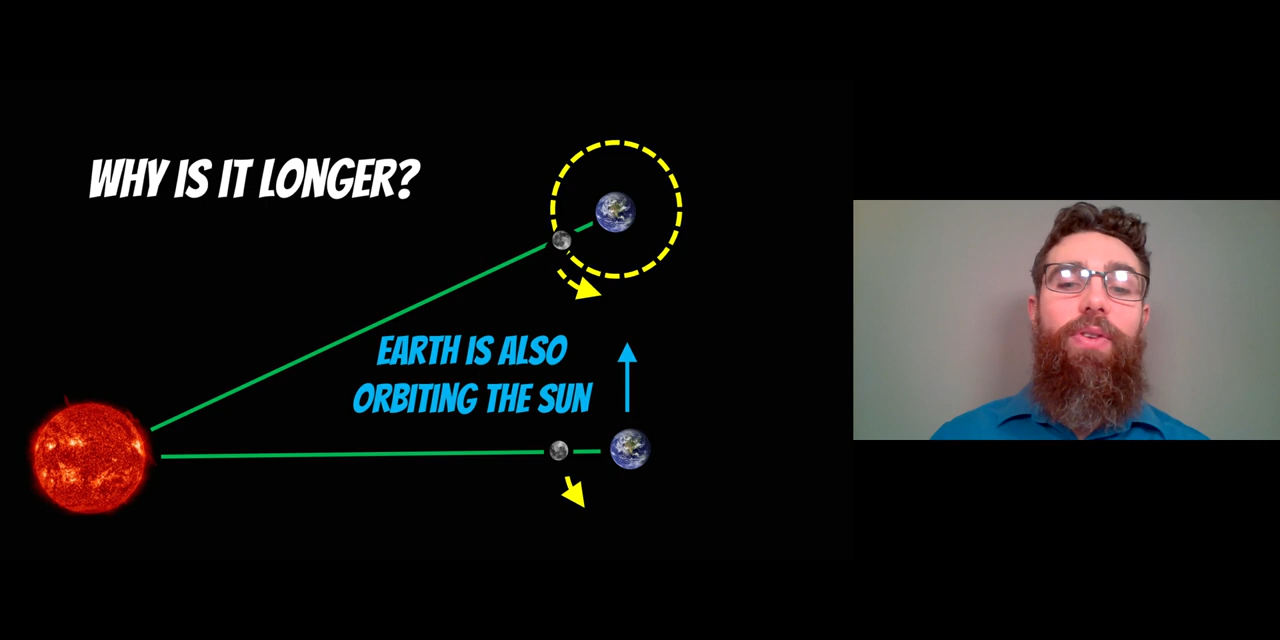 WHY IS IT LONGER?
EARTH IS ALSO
ORBITING THE SUN